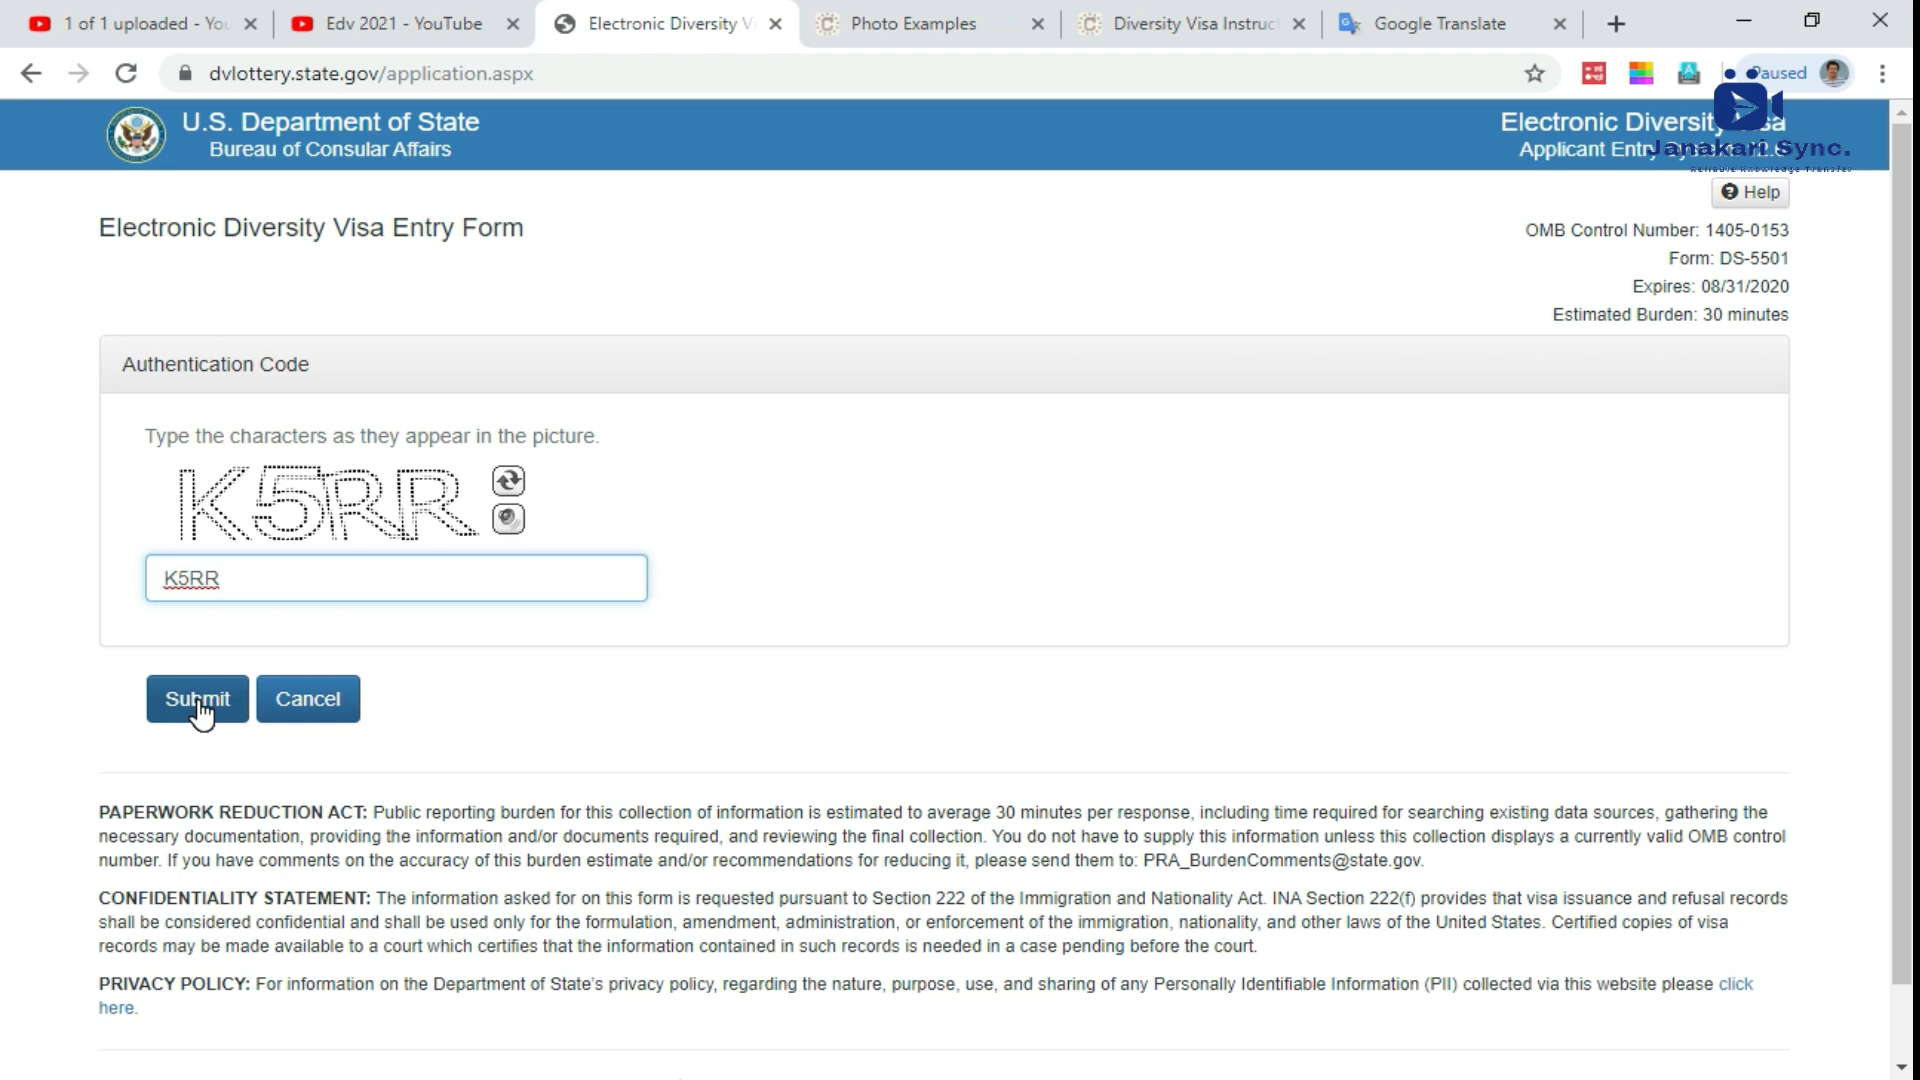 1 of 1 uploaded - You
Edv 2021 - YouTube
Electronic Diversity V
Photo Examples
Diversity Visa Instruc
Google Translate
dvlottery.state.gov/application.aspx
Paused
U.S. Department of State
Bureau of Consular Affairs
Electronic Diversity Visa
Applicant Entry
Janakari Sync.
Reliable Knowledge Transfer
Help
Electronic Diversity Visa Entry Form
OMB Control Number: 1405-0153
Form: DS-5501
Expires: 08/31/2020
Estimated Burden: 30 minutes
Authentication Code
Type the characters as they appear in the picture.
K5RR
K5RR
Submit
Cancel
PAPERWORK REDUCTION ACT: Public reporting burden for this collection of information is estimated to average 30 minutes per response, including time required for searching existing data sources, gathering the
necessary documentation, providing the information and/or documents required, and reviewing the final collection. You do not have to supply this information unless this collection displays a currently valid OMB control
number. If you have comments on the accuracy of this burden estimate and/or recommendations for reducing it, please send them to: PRA_BurdenComments@state.gov.
CONFIDENTIALITY STATEMENT: The information asked for on this form is requested pursuant to Section 222 of the Immigration and Nationality Act. INA Section 222(f) provides that visa issuance and refusal records
shall be considered confidential and shall be used only for the formulation, amendment, administration, or enforcement of the immigration, nationality, and other laws of the United States. Certified copies of visa
records may be made available to a court which certifies that the information contained in such records is needed in a case pending before the court.
PRIVACY POLICY: For information on the Department of State's privacy policy, regarding the nature, purpose, use, and sharing of any Personally Identifiable Information (PII) collected via this website please click
here.